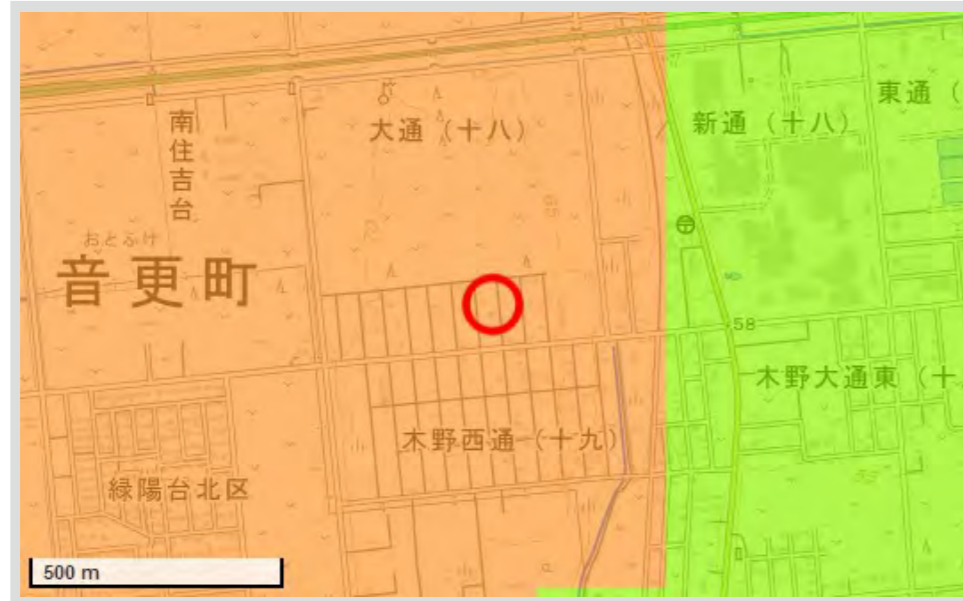 東通（
南住吉台
大通（十八）
新通（十八）
おとふけ
音更町
58
木野大通東（十
木野西通（十九）
緑陽台北区
500 m